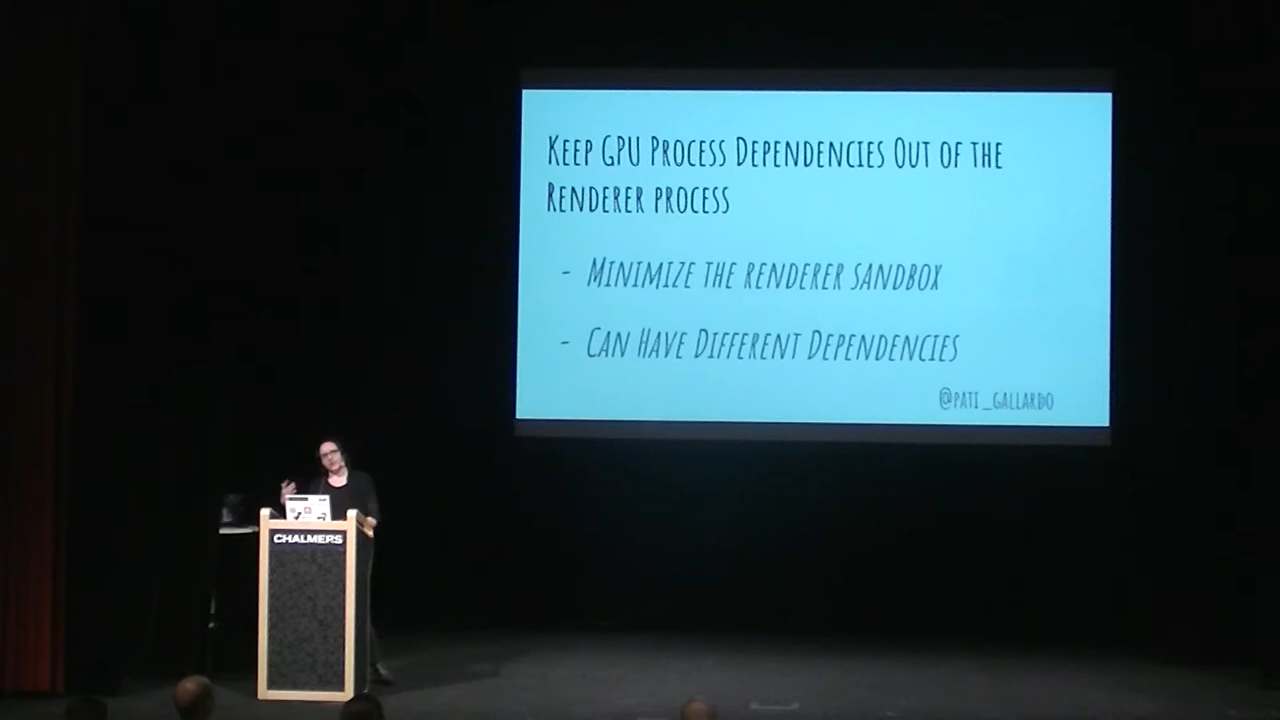 Keep GPU Process Dependencies Out of the
Renderer process
- Minimize the renderer sandbox
- Can Have Different Dependencies
@pati_gallardo
CHALMERS